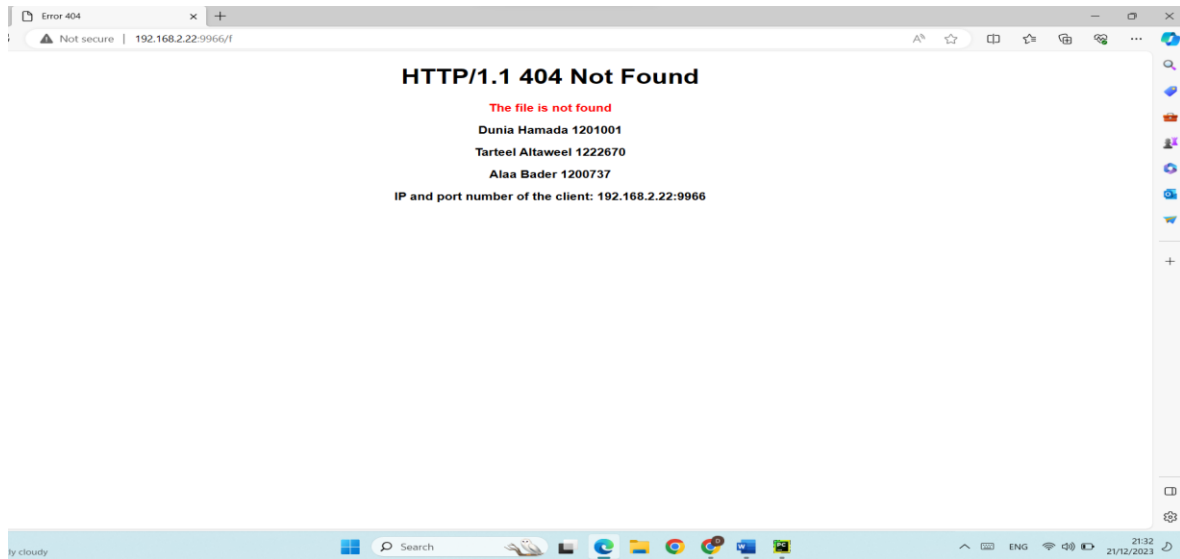 Error 404
Not secure | 192.168.2.22:9966/f
HTTP/1.1 404 Not Found
The file is not found
Dunia Hamada 1201001
Tarteel Altaweel 1222670
Alaa Bader 1200737
IP and port number of the client: 192.168.2.22:9966
ly cloudy
Search
ENG
21:32
21/12/2023